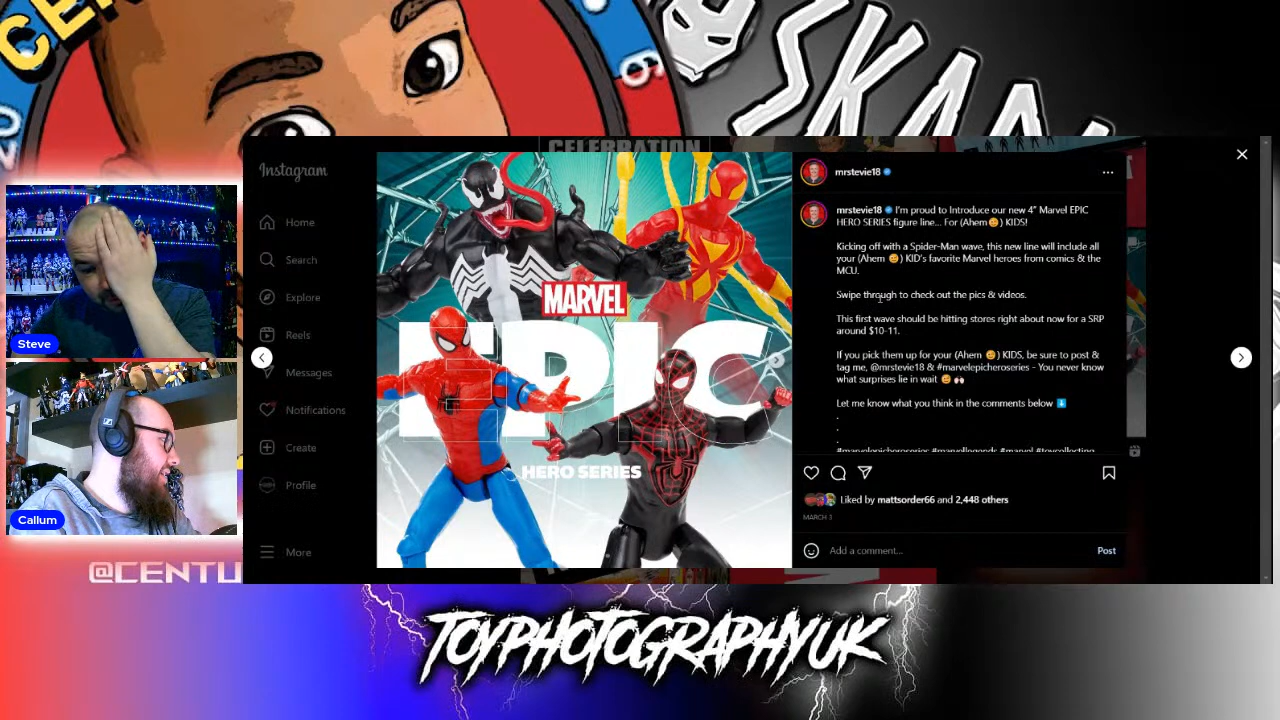 CELEBRATION
Instagram
Home
Search
Explore
Reels
Messages
Notifications
Create
Profile
More
MARVEL
EPIC
HERO SERIES
mrstevie18
mrstevie18 I'm proud to Introduce our new 4" Marvel EPIC
HERO SERIES figure line... For (Ahem😉) KIDS!
Kicking off with a Spider-Man wave, this new line will include all
your (Ahem 😉) KID's favorite Marvel heroes from comics & the
MCU.
Swipe through to check out the pics & videos.
This first wave should be hitting stores right about now for a SRP
around $10-11.
If you pick them up for your (Ahem 😉) KIDS, be sure to post &
tag me, @mrstevie18 & #marvelepicheroseries - You never know
what surprises lie in wait 😉🙌🏻
Let me know what you think in the comments below ⬇️
.
.
.
#marvelepicheroseries #marvellegends #marvel #toycollecting
Liked by mattsorder66 and 2,448 others
MARCH 3
Add a comment...
Post
Steve
Callum
@CENTU
TOYPHOTOGRAPHYUK